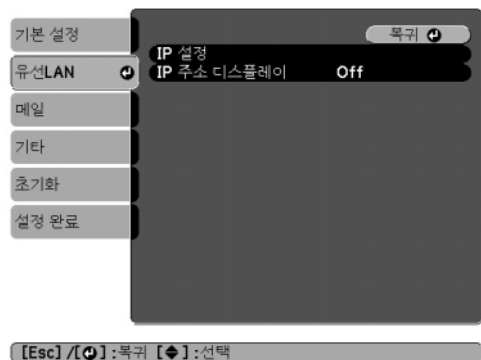 기본 설정
복귀
IP 설정
유선LAN
IP 주소 디스플레이 Off
메일
기타
초기화
설정 완료
[Esc] /[ ] :복귀 [ ] :선택